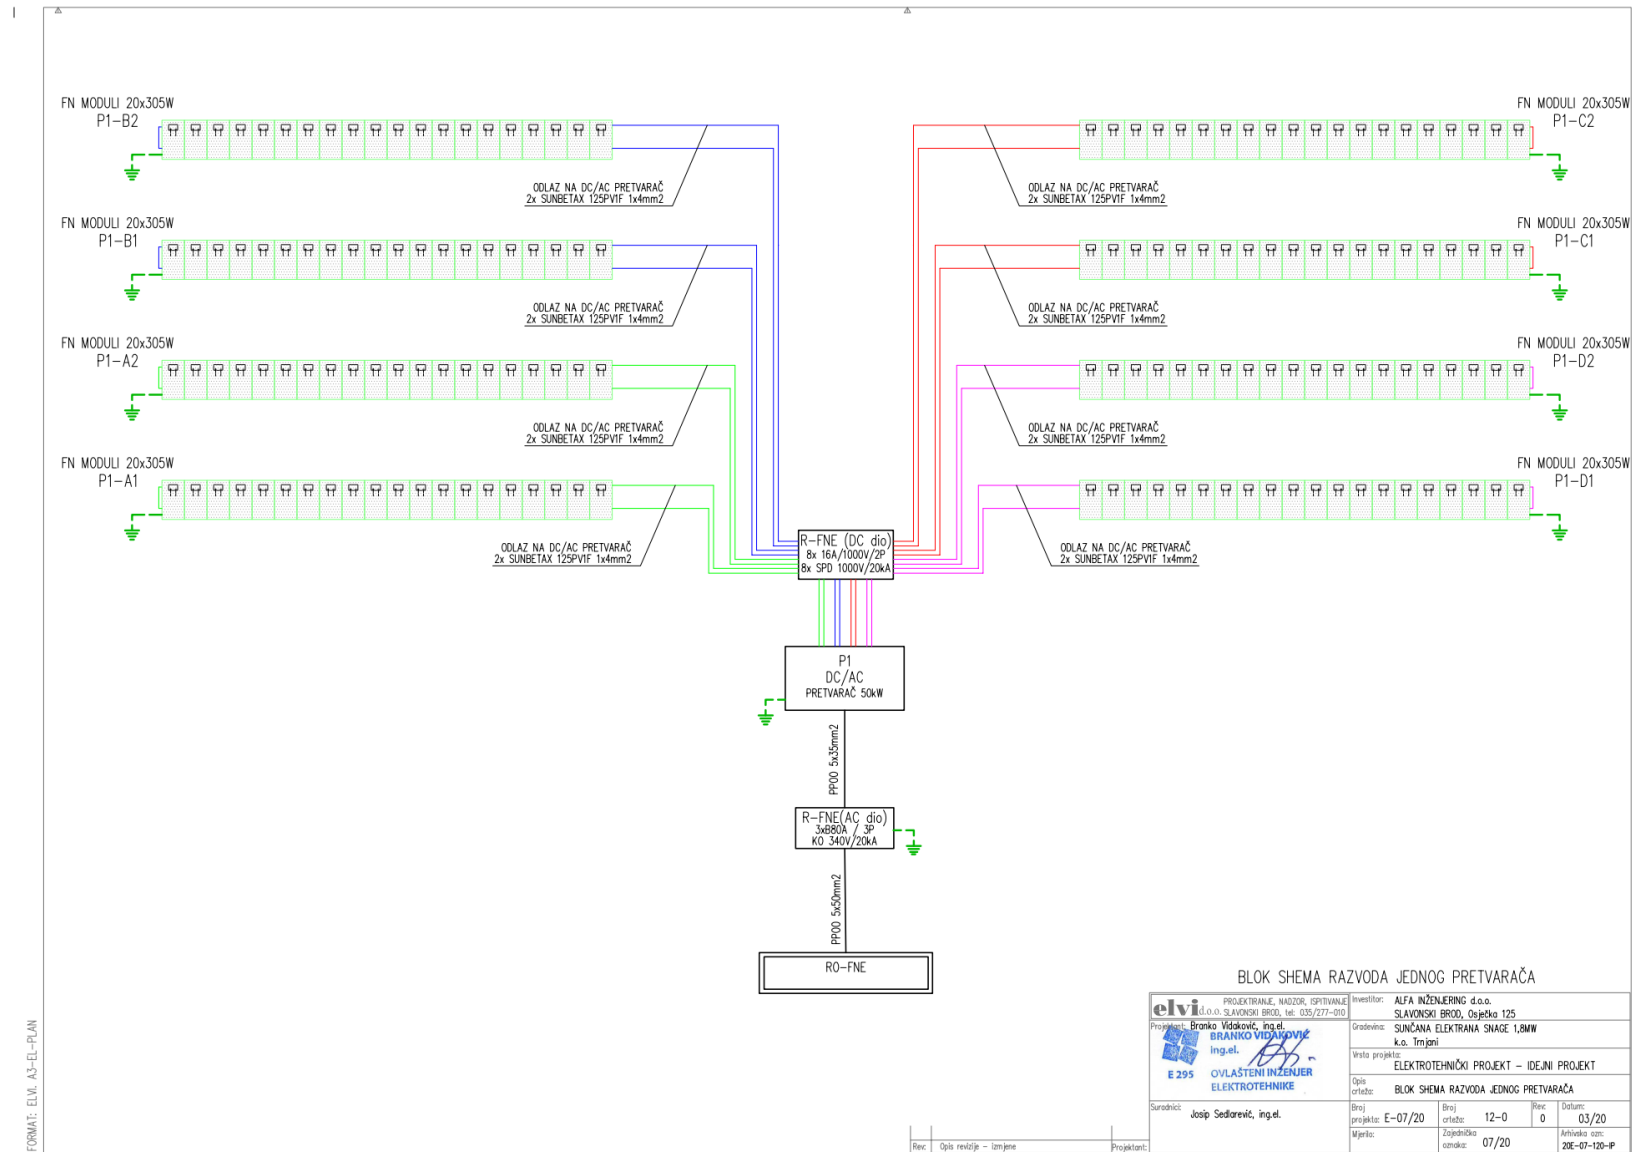 FN MODULI 20x305W
P1-B2
FN MODULI 20x305W
P1-C2
ODLAZ NA DC/AC PRETVARAČ
2x SUNBETAX 125PV1F 1x4mm2
ODLAZ NA DC/AC PRETVARAČ
2x SUNBETAX 125PV1F 1x4mm2
FN MODULI 20x305W
P1-B1
FN MODULI 20x305W
P1-C1
ODLAZ NA DC/AC PRETVARAČ
2x SUNBETAX 125PV1F 1x4mm2
ODLAZ NA DC/AC PRETVARAČ
2x SUNBETAX 125PV1F 1x4mm2
FN MODULI 20x305W
P1-A2
FN MODULI 20x305W
P1-D2
ODLAZ NA DC/AC PRETVARAČ
2x SUNBETAX 125PV1F 1x4mm2
ODLAZ NA DC/AC PRETVARAČ
2x SUNBETAX 125PV1F 1x4mm2
FN MODULI 20x305W
P1-A1
FN MODULI 20x305W
P1-D1
ODLAZ NA DC/AC PRETVARAČ
2x SUNBETAX 125PV1F 1x4mm2
ODLAZ NA DC/AC PRETVARAČ
2x SUNBETAX 125PV1F 1x4mm2
R-FNE (DC dio)
8x 16A/1000V/2P
8x SPD 1000V/20kA
P1
DC/AC
PRETVARAČ 50kW
PP00 5x35mm2
R-FNE(AC dio)
3xB80A / 3P
KO 340V/20kA
PP00 5x50mm2
RO-FNE
BLOK SHEMA RAZVODA JEDNOG PRETVARAČA
elvi d.o.o. PROJEKTIRANJE, NADZOR, ISPITIVANJE
SLAVONSKI BROD, tel: 035/277-010
Investitor: ALFA INŽENJERING d.o.o.
SLAVONSKI BROD, Osječka 125
Projektant: Branko Vidaković, ing.el.
BRANKO VIDAKOVIĆ
ing.el.
E 295 OVLAŠTENI INŽENJER
ELEKTROTEHNIKE
Građevina: SUNČANA ELEKTRANA SNAGE 1,8MW
k.o. Trnjani
Vrsta projekta:
ELEKTROTEHNIČKI PROJEKT – IDEJNI PROJEKT
Opis crteža: BLOK SHEMA RAZVODA JEDNOG PRETVARAČA
Suradnici: Josip Sedlarević, ing.el.
Broj projekta: E-07/20
Broj crteža: 12-0
Rev: 0
Datum: 03/20
Mjerilo:
Zajednička oznaka: 07/20
Arhivska ozn:
20E-07-120-IP
Rev: Opis revizije – izmjene Projektant:
FORMAT: ELVI, A3-EL-PLAN